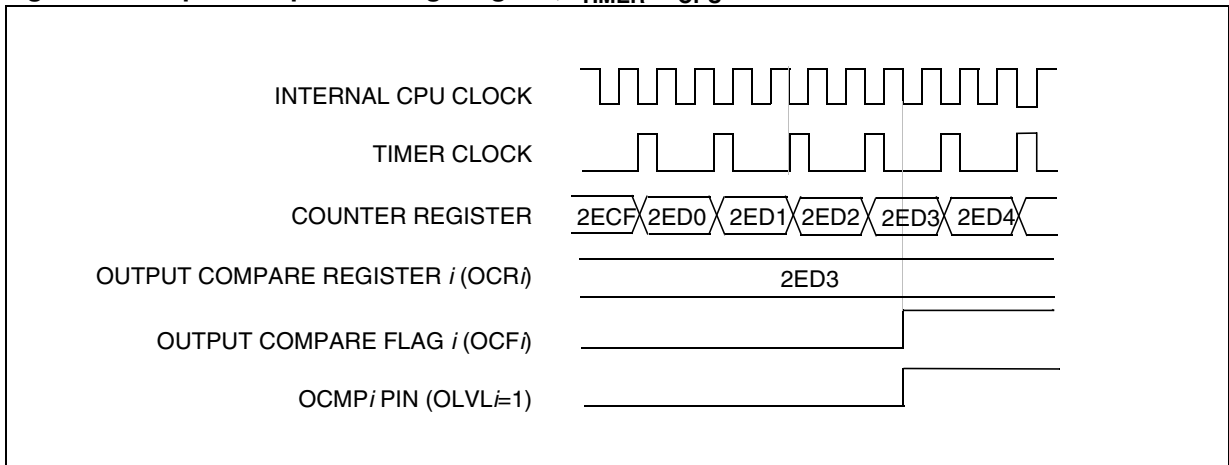 INTERNAL CPU CLOCK
TIMER CLOCK
COUNTER REGISTER
2ECF 2ED0 2ED1 2ED2 2ED3 2ED4
OUTPUT COMPARE REGISTER i (OCRi)
2ED3
OUTPUT COMPARE FLAG i (OCFi)
OCMPi PIN (OLVLi=1)